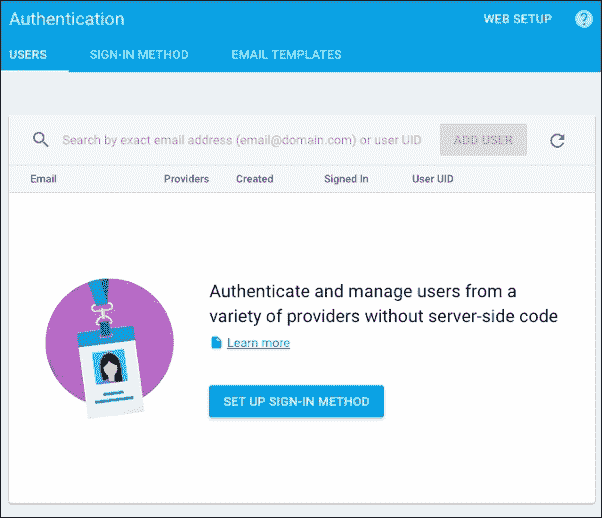 Authentication WEB SETUP
USERS SIGN-IN METHOD EMAIL TEMPLATES
Search by exact email address (email@domain.com) or user UID ADD USER
Email Providers Created Signed In User UID
Authenticate and manage users from a
variety of providers without server-side code
Learn more
SET UP SIGN-IN METHOD